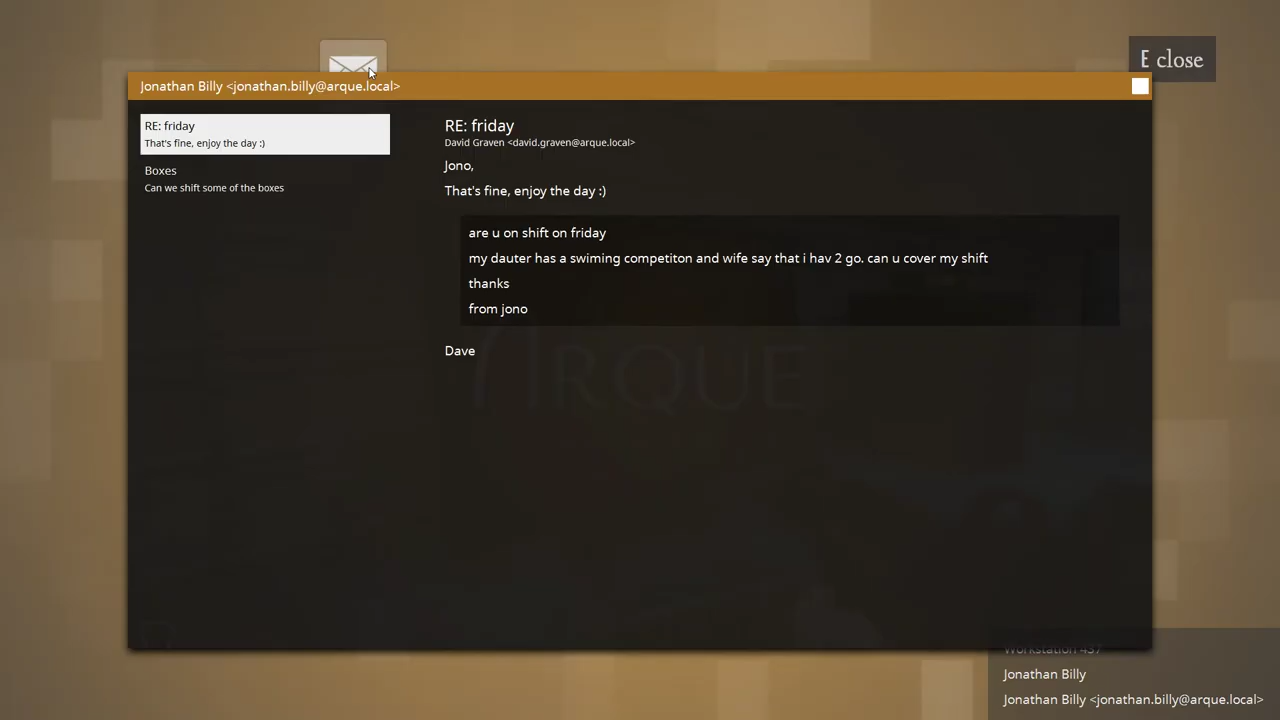 E close
Jonathan Billy <jonathan.billy@arque.local>
RE: friday
That's fine, enjoy the day :)
Boxes
Can we shift some of the boxes
RE: friday
David Graven <david.graven@arque.local>
Jono,
That's fine, enjoy the day :)
are u on shift on friday
my dauter has a swiming competiton and wife say that i hav 2 go. can u cover my shift
thanks
from jono
Dave
ARQUE
Workstation 437
Jonathan Billy
Jonathan Billy <jonathan.billy@arque.local>